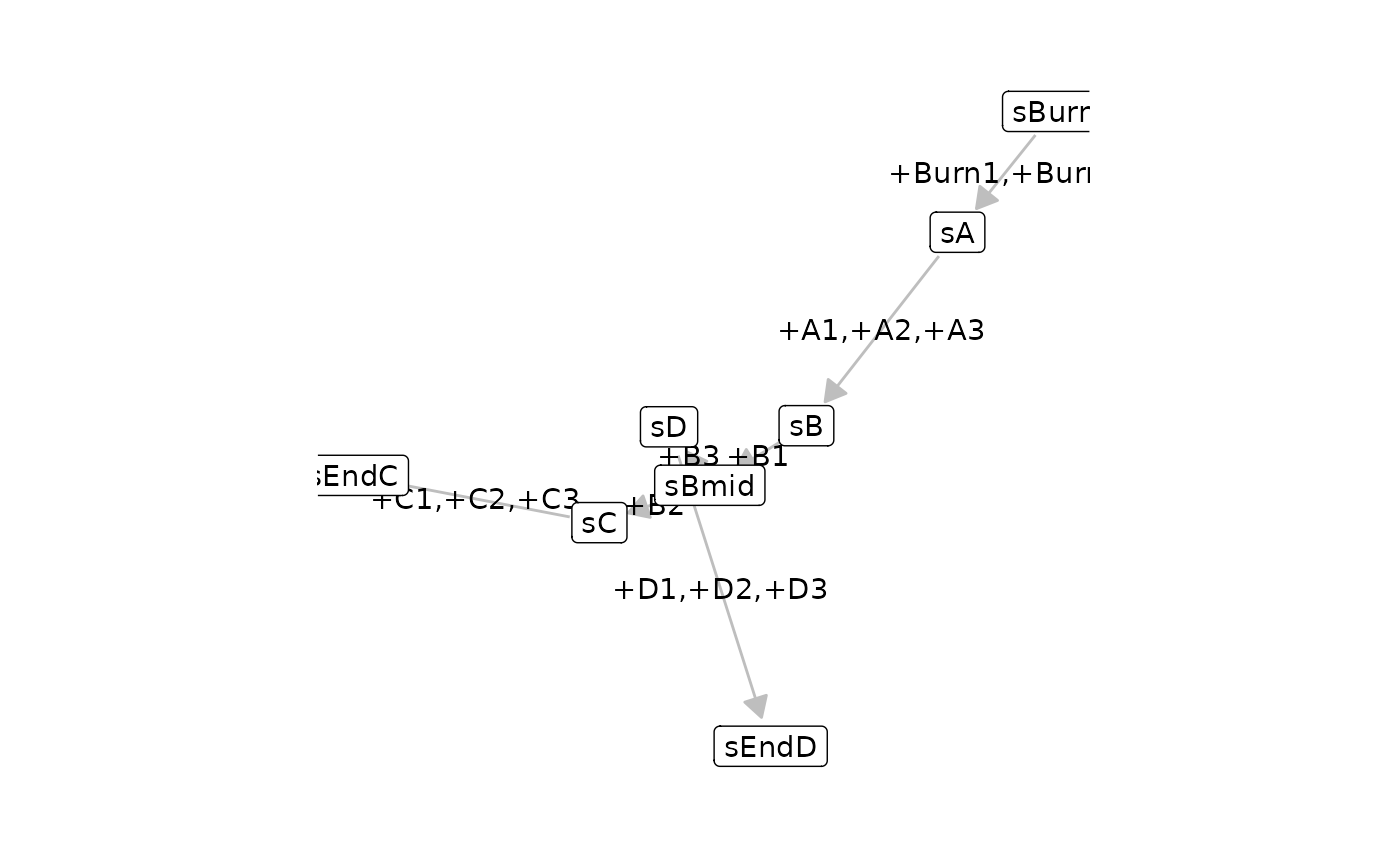 sBurn
+Burn1,+Burn
sA
+A1,+A2,+A3
sD
sB
+B3
+B1
sEndC
sBmid
+C1,+C2,+C3
+B2
sC
+D1,+D2,+D3
sEndD